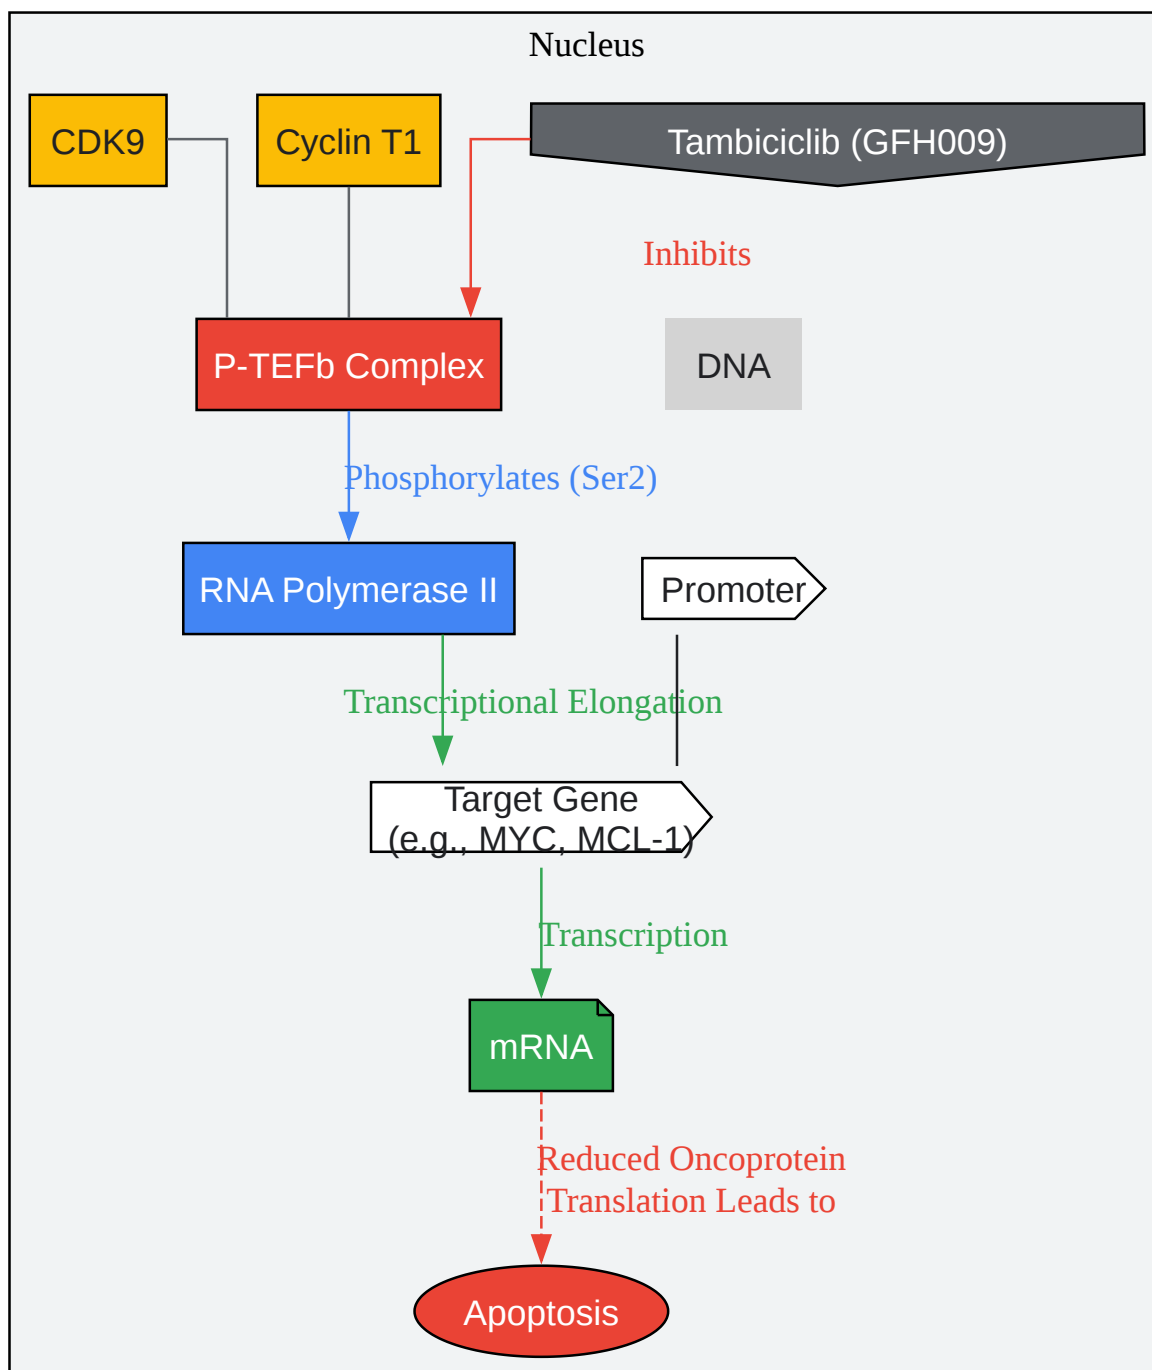 Nucleus
CDK9
Cyclin T1
Tambiciclib (GFH009)
Inhibits
P-TEFb Complex
DNA
Phosphorylates (Ser2)
RNA Polymerase II
Promoter
Transcriptional Elongation
Target Gene
(e.g., MYC, MCL-1)
Transcription
mRNA
Reduced Oncoprotein
Translation Leads to
Apoptosis